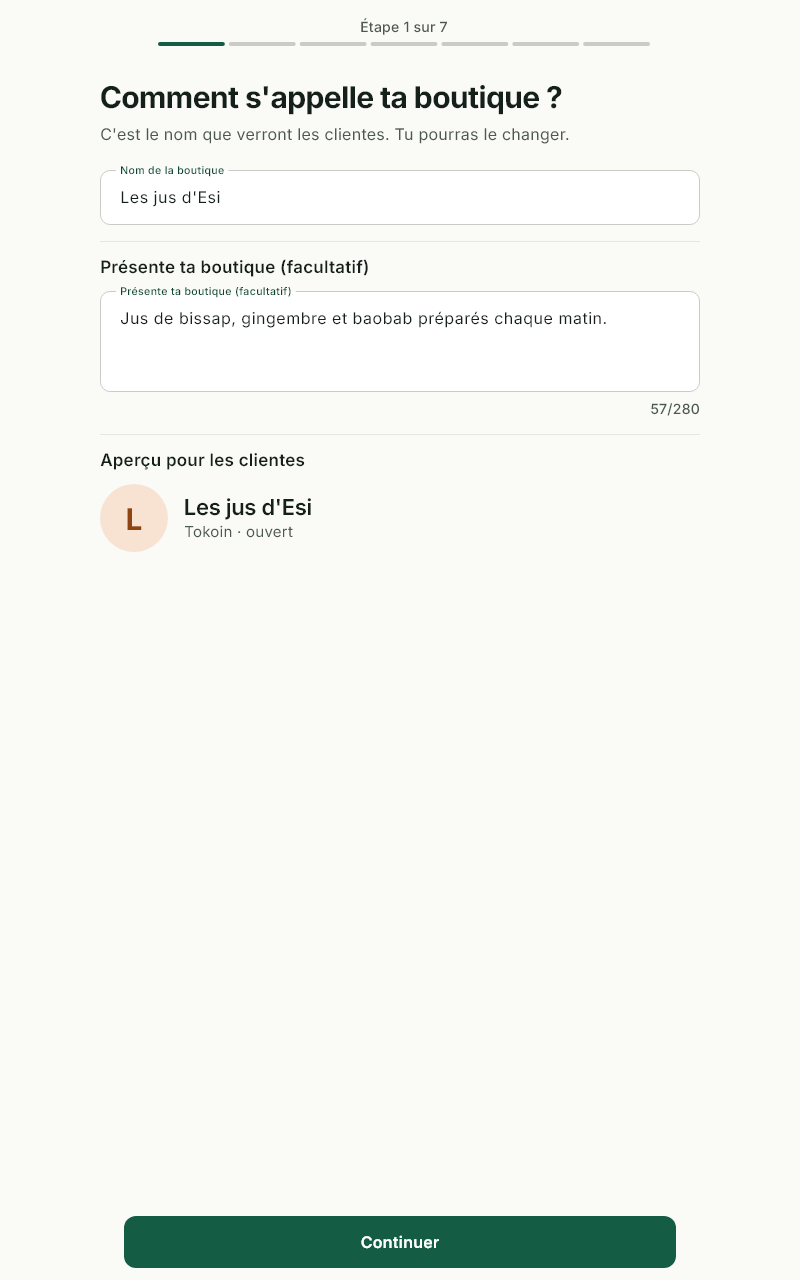 Étape 1 sur 7
Comment s'appelle ta boutique ?
C'est le nom que verront les clientes. Tu pourras le changer.
Nom de la boutique
Les jus d'Esi
Présente ta boutique (facultatif)
Présente ta boutique (facultatif)
Jus de bissap, gingembre et baobab préparés chaque matin.
57/280
Aperçu pour les clientes
L
Les jus d'Esi
Tokoin · ouvert
Continuer